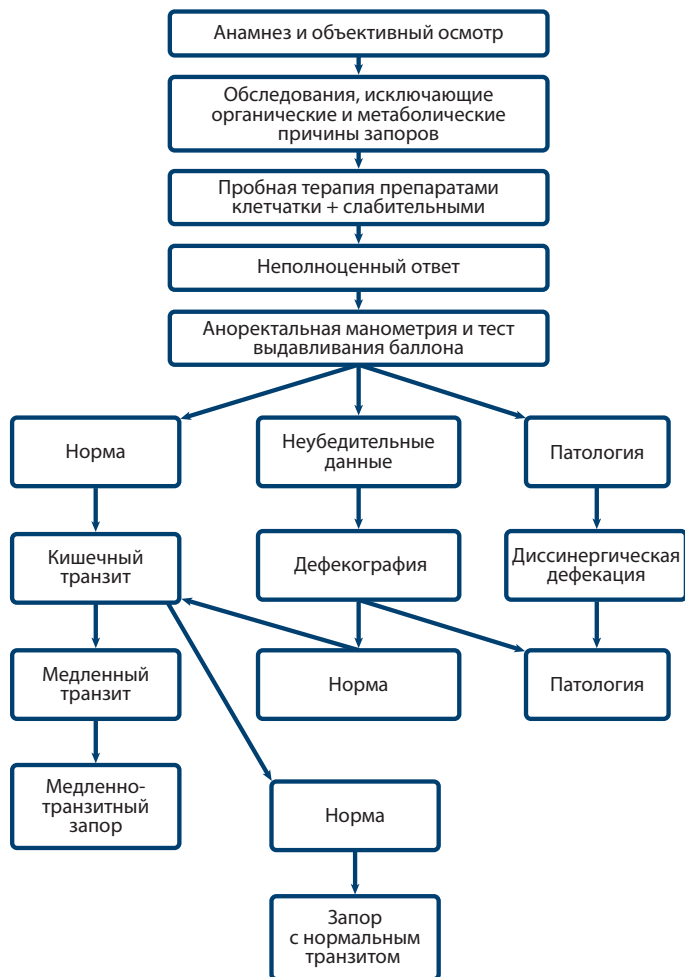 Анамнез и объективный осмотр
Обследования, исключающие
органические и метаболические
причины запоров
Пробная терапия препаратами
клетчатки + слабительными
Неполноценный ответ
Аноректальная манометрия и тест
выдавливания баллона
Норма
Неубедительные
данные
Патология
Кишечный
транзит
Дефекография
Диссинергическая
дефекация
Медленный
транзит
Норма
Патология
Медленно-
транзитный
запор
Норма
Запор
с нормальным
транзитом